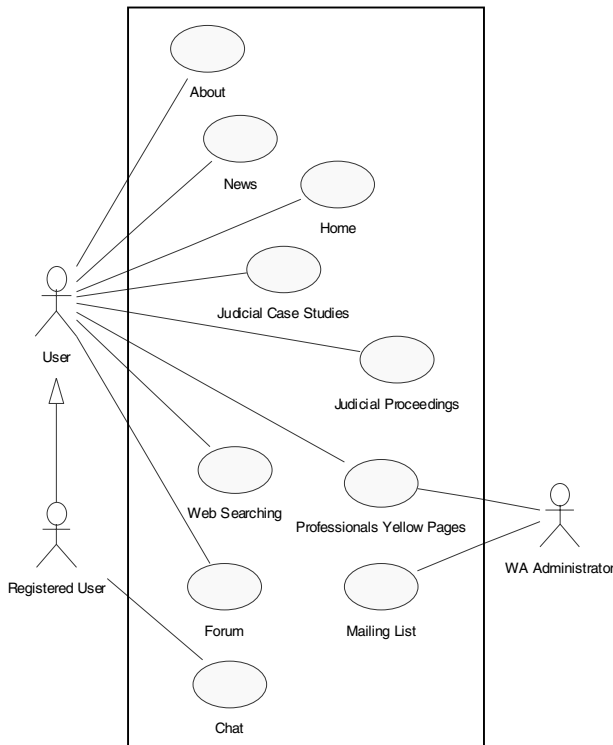 About
News
Home
Judicial Case Studies
User
Judicial Proceedings
Web Searching
Professionals Yellow Pages
Registered User
WA Administrator
Forum
Mailing List
Chat